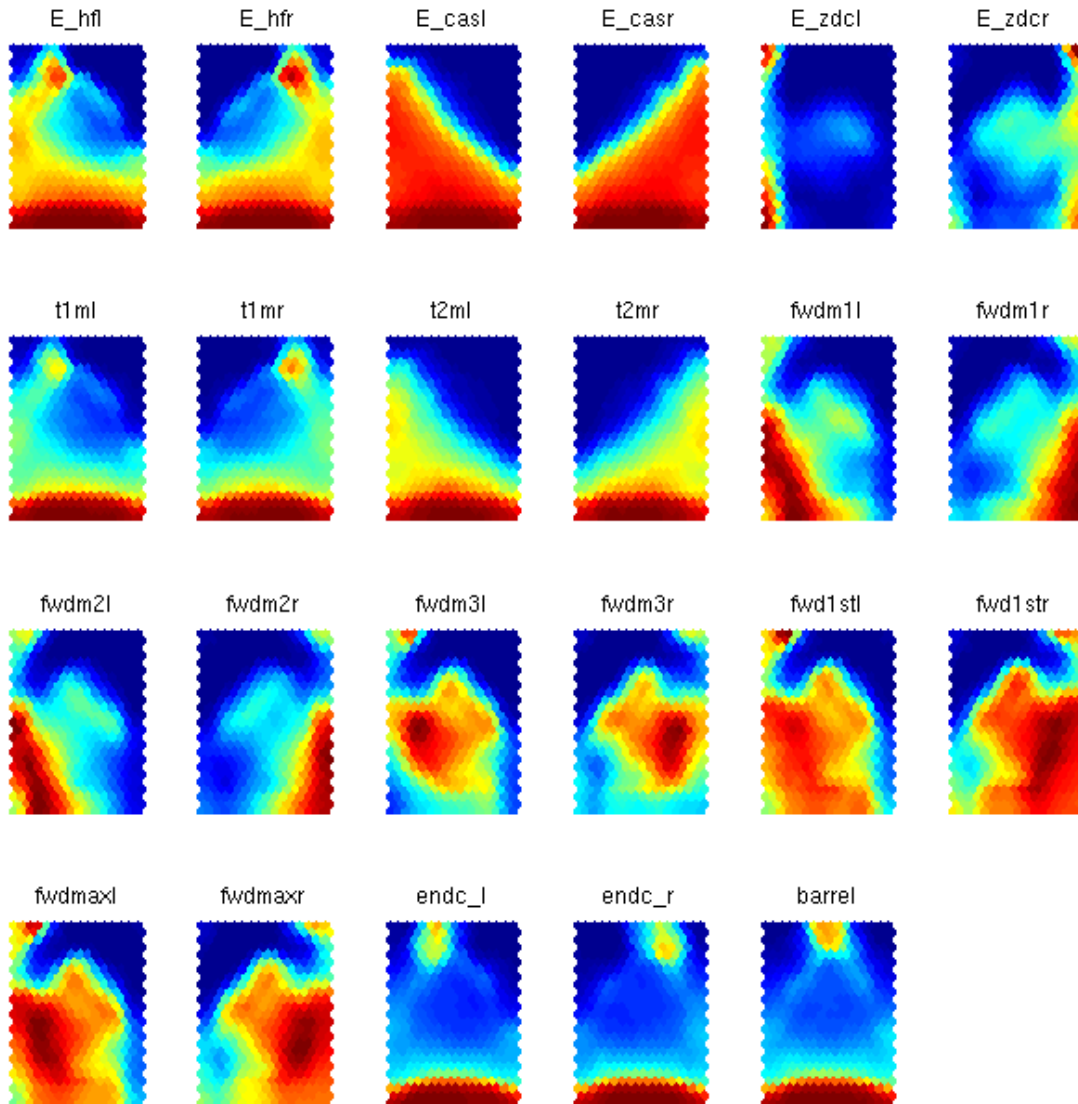 E_hfl E_hfr E_casl E_casr E_zdcl E_zdcr
t1ml t1mr t2ml t2mr fwdm1l fwdm1r
fwdm2l fwdm2r fwdm3l fwdm3r fwd1stl fwd1str
fwdmaxl fwdmaxr endc_l endc_r barrel